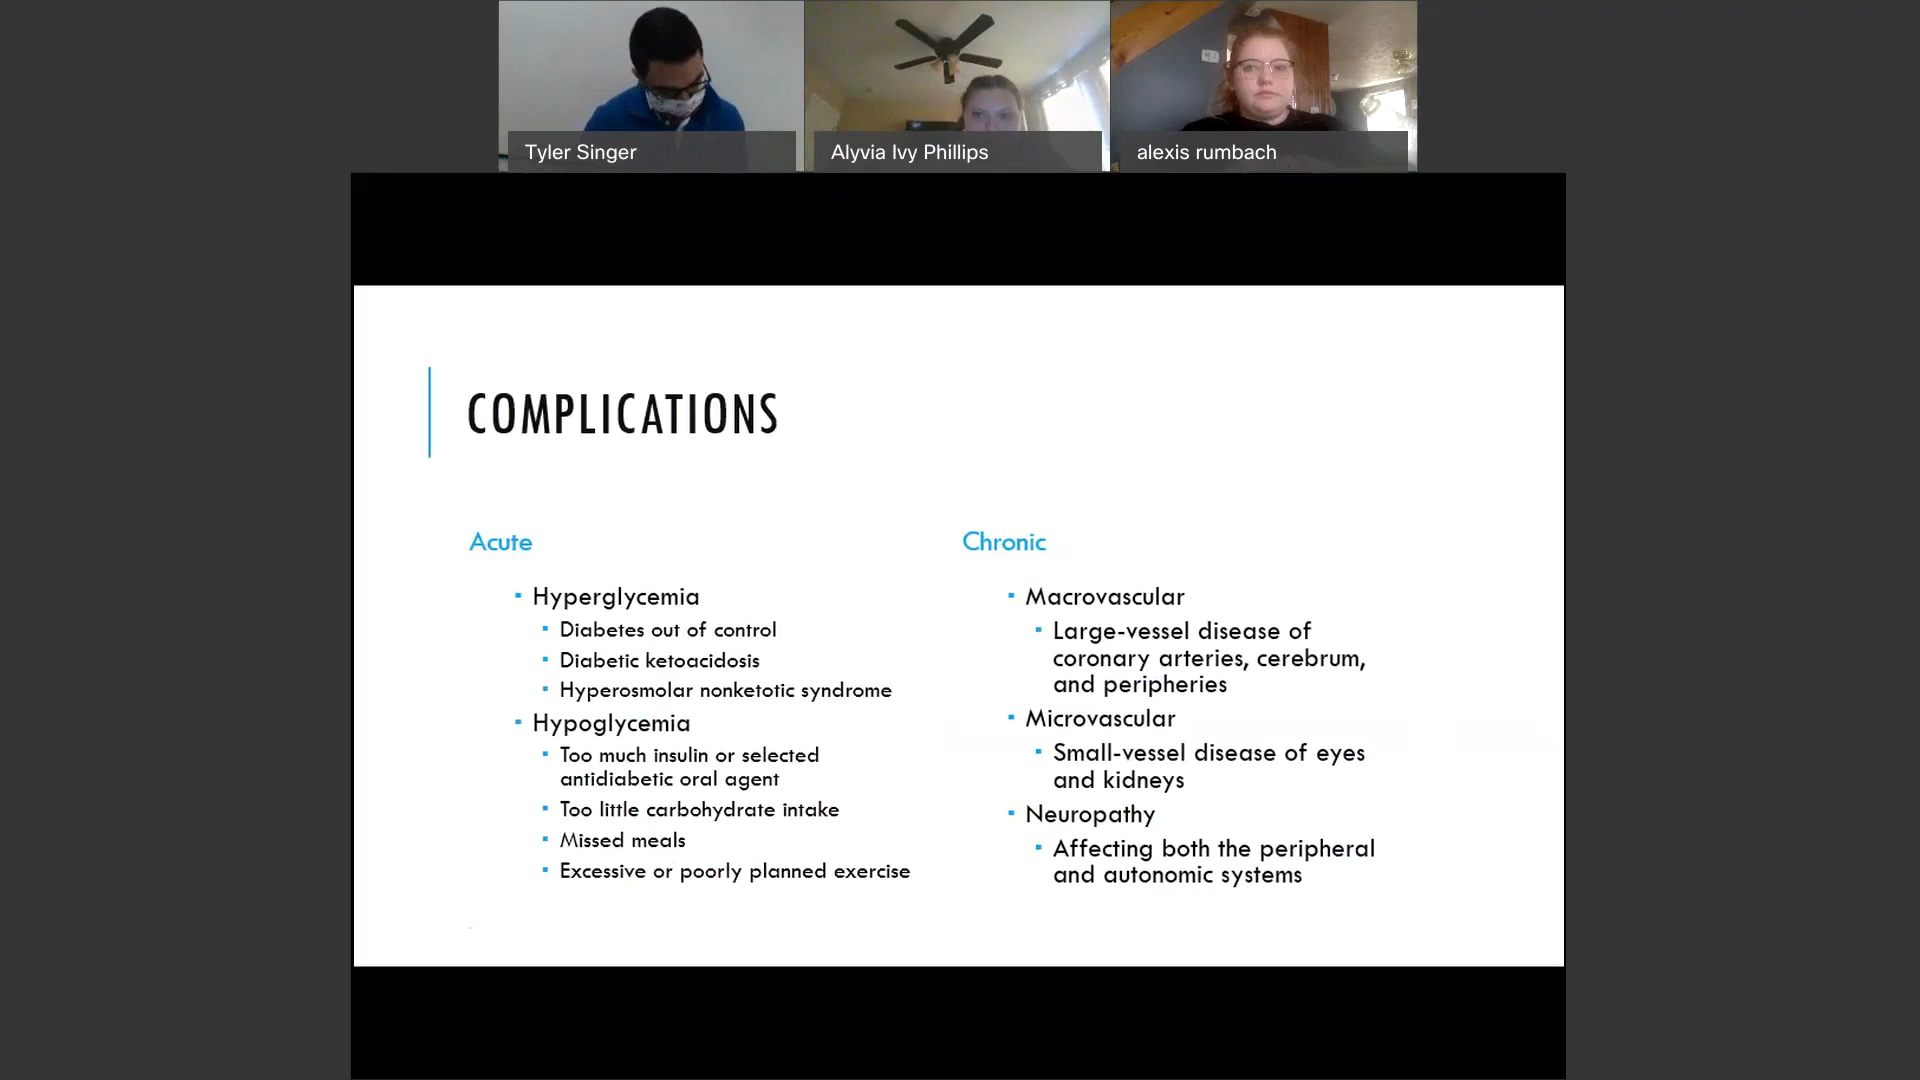 Tyler Singer
Alyvia Ivy Phillips
alexis rumbach
COMPLICATIONS
Acute
Hyperglycemia
Diabetes out of control
Diabetic ketoacidosis
Hyperosmolar nonketotic syndrome
Hypoglycemia
Too much insulin or selected
antidiabetic oral agent
Too little carbohydrate intake
Missed meals
Excessive or poorly planned exercise
Chronic
Macrovascular
Large-vessel disease of
coronary arteries, cerebrum,
and peripheries
Microvascular
Small-vessel disease of eyes
and kidneys
Neuropathy
Affecting both the peripheral
and autonomic systems